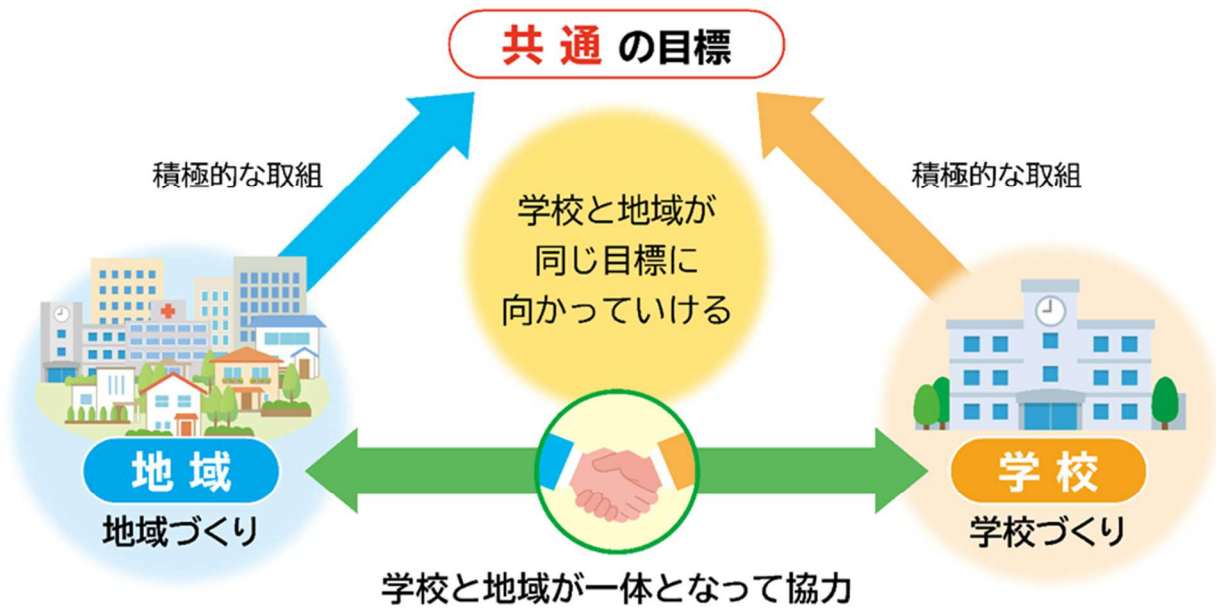 共通の目標
積極的な取組
積極的な取組
学校と地域が
同じ目標に
向かっていける
地域
地域づくり
学校
学校づくり
学校と地域が一体となって協力